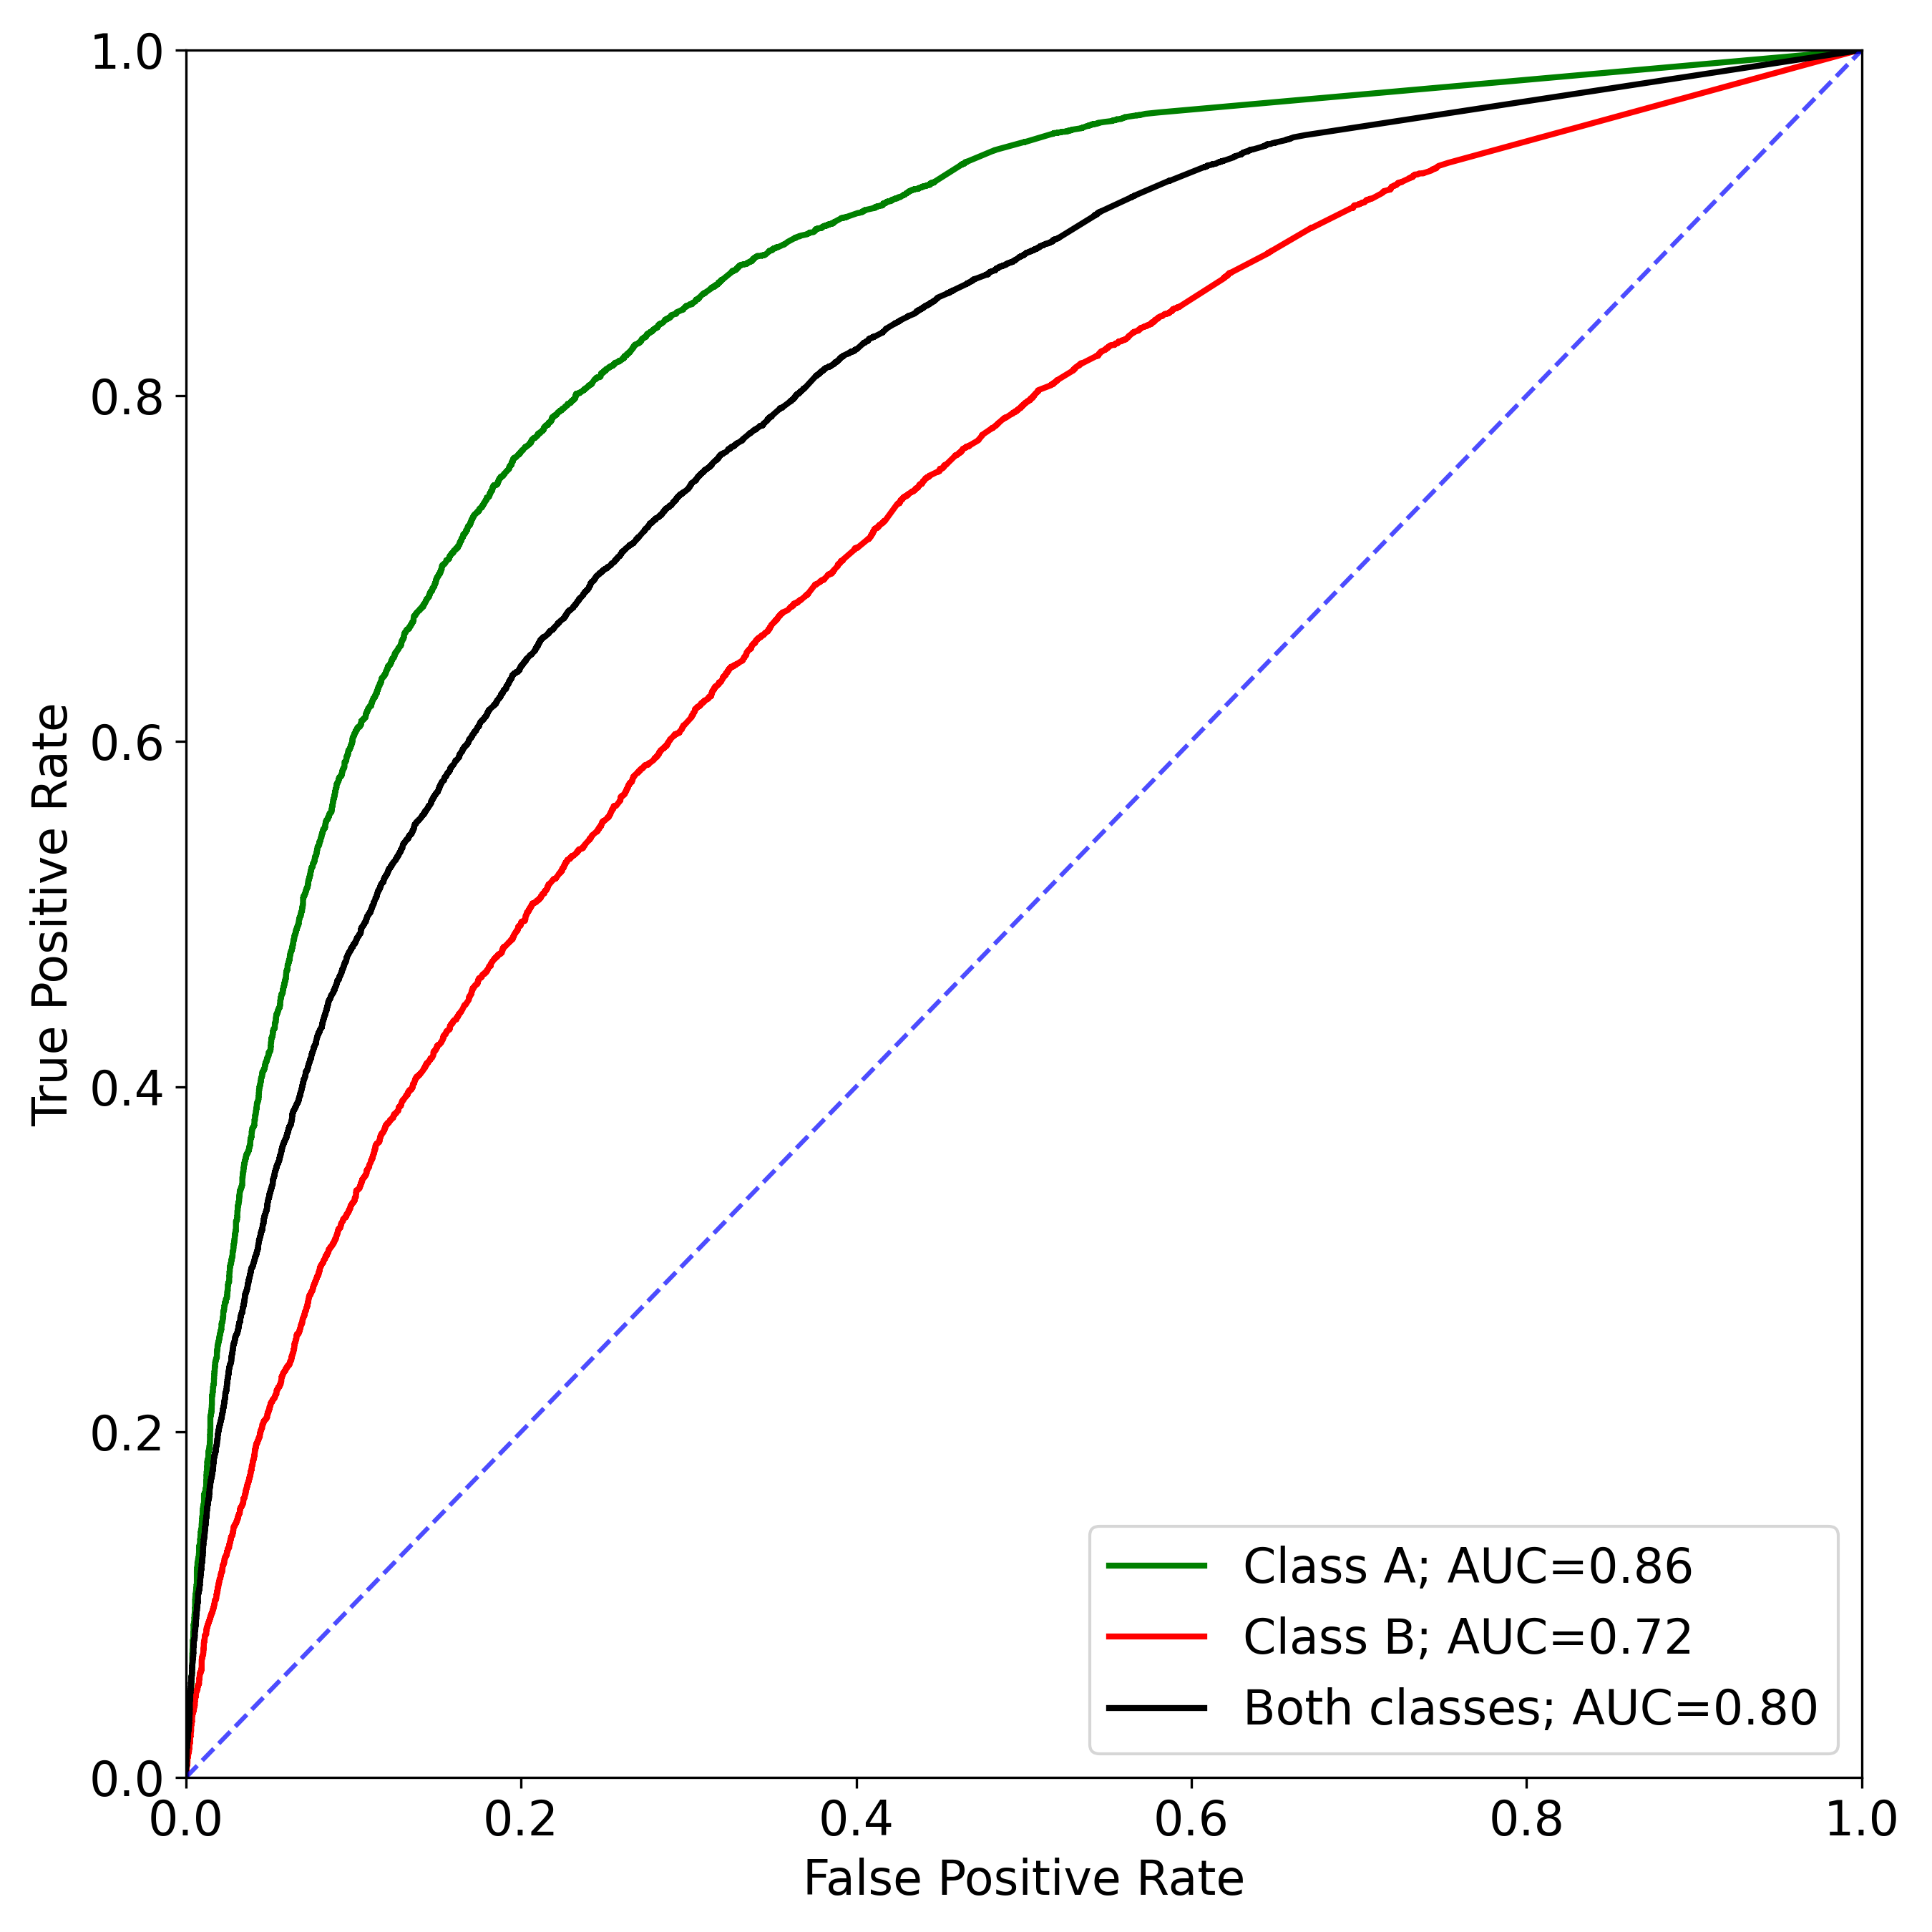 1.0
0.8
0.6
0.4
0.2
0.0
True Positive Rate
Class A; AUC=0.86
Class B; AUC=0.72
Both classes; AUC=0.80
0.0 0.2 0.4 0.6 0.8 1.0
False Positive Rate